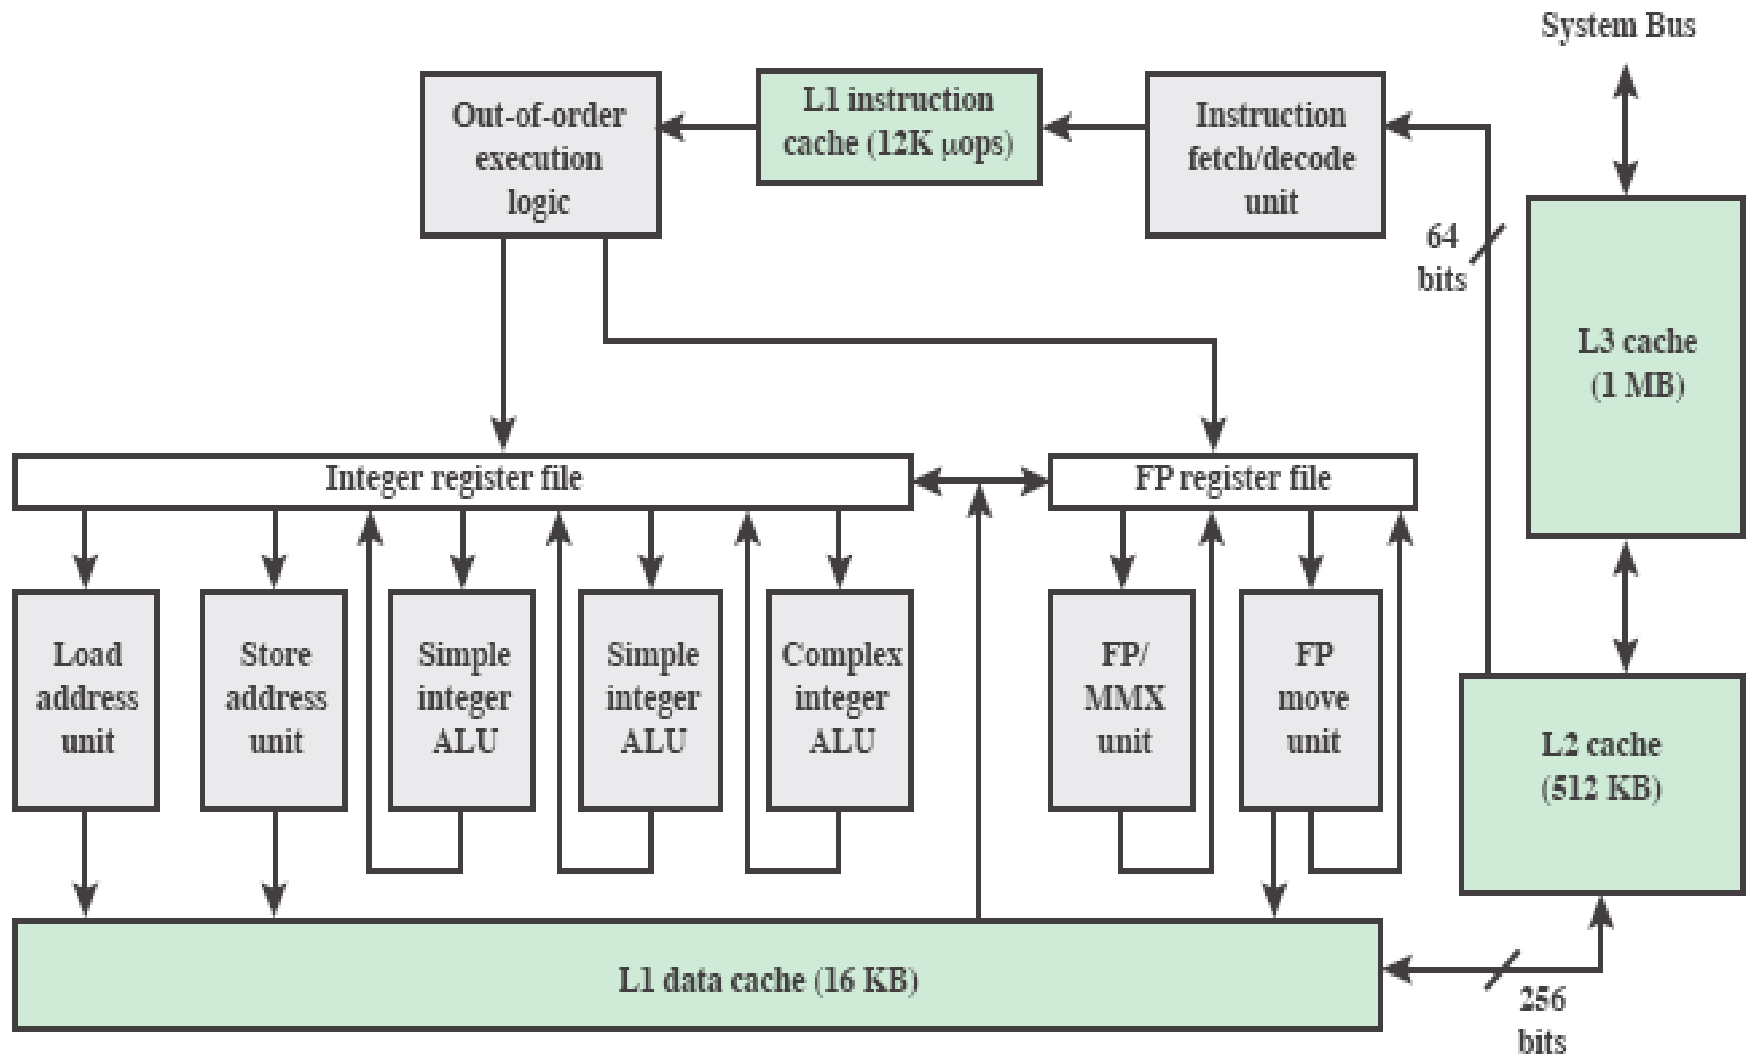 System Bus
Out-of-order
execution
logic
L1 instruction
cache (12K µops)
Instruction
fetch/decode
unit
64
bits
L3 cache
(1 MB)
Integer register file
FP register file
Load
address
unit
Store
address
unit
Simple
integer
ALU
Simple
integer
ALU
Complex
integer
ALU
FP/
MMX
unit
FP
move
unit
L2 cache
(512 KB)
L1 data cache (16 KB)
256
bits